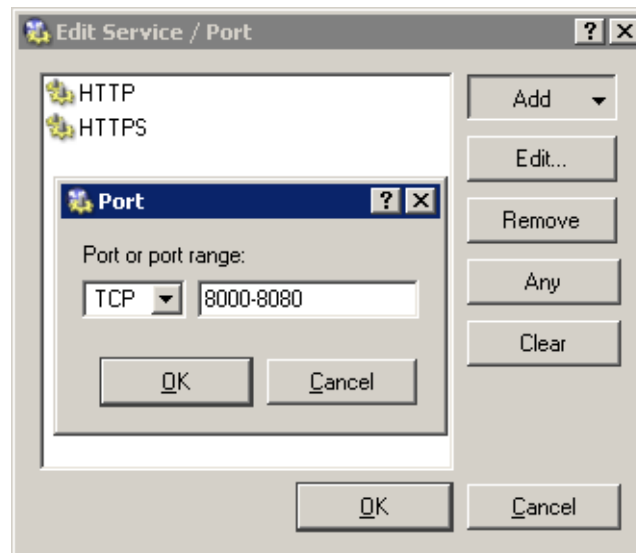 Edit Service / Port
HTTP
HTTPS
Add
Edit...
Remove
Any
Clear
Port
Port or port range:
TCP
8000-8080
OK
Cancel
OK
Cancel